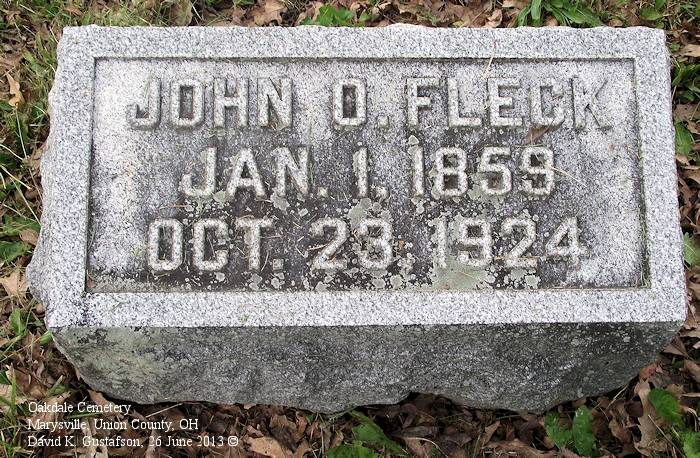 JOHN O. FLECK
JAN. 1, 1859
OCT. 23, 1924
Oakdale Cemetery
Marysville, Union County, OH
David K. Gustafson, 26 June 2013 ©